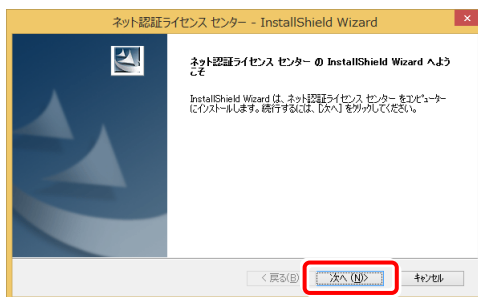 ネット認証ライセンス センター - InstallShield Wizard
ネット認証ライセンス センター の InstallShield Wizard へよう
こそ
InstallShield Wizard は、ネット認証ライセンス センター をコンピューター
にインストールします。続行するには、[次へ] をクリックしてください。
< 戻る(B)
次へ (N)>
キャンセル